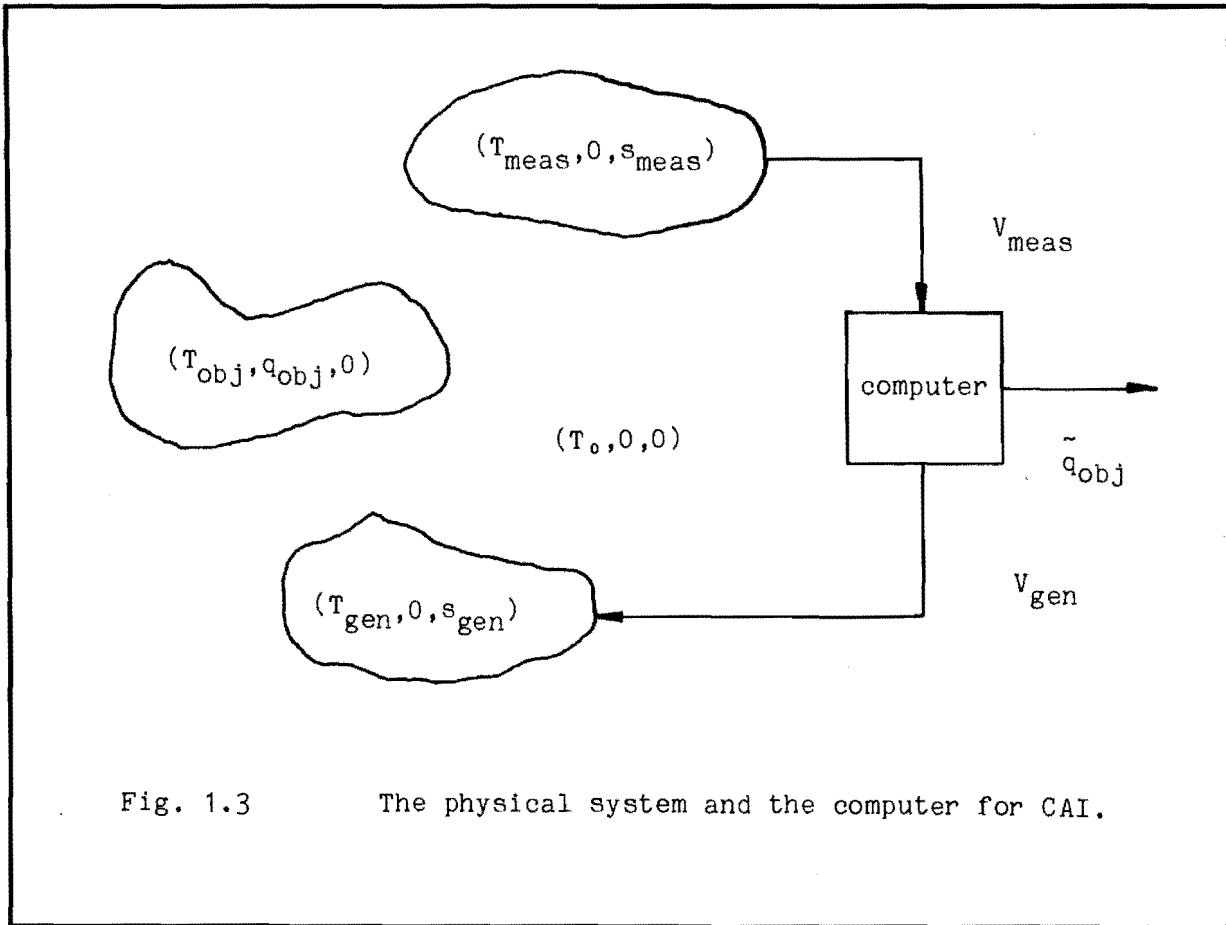 (T_meas,0,s_meas)
V_meas
(T_obj,q_obj,0)
computer
(T_o,0,0)
q̃_obj
(T_gen,0,s_gen)
V_gen
Fig. 1.3 The physical system and the computer for CAI.